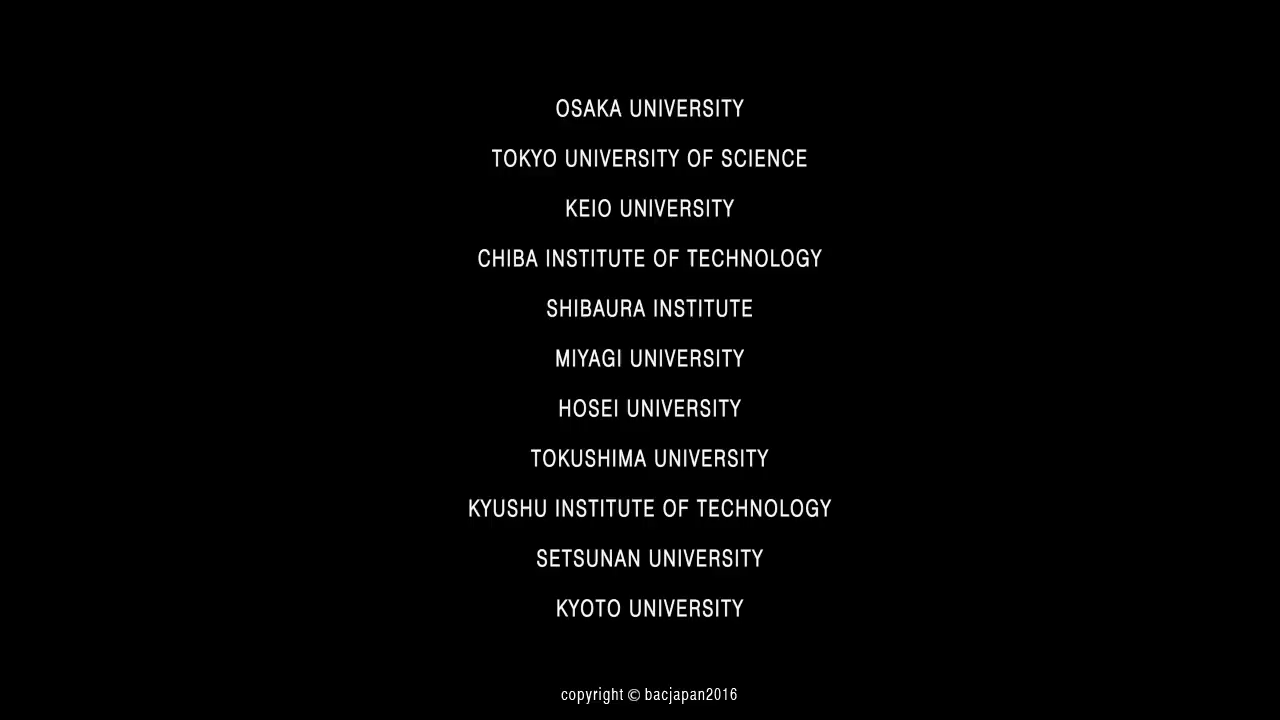 OSAKA UNIVERSITY
TOKYO UNIVERSITY OF SCIENCE
KEIO UNIVERSITY
CHIBA INSTITUTE OF TECHNOLOGY
SHIBAURA INSTITUTE
MIYAGI UNIVERSITY
HOSEI UNIVERSITY
TOKUSHIMA UNIVERSITY
KYUSHU INSTITUTE OF TECHNOLOGY
SETSUNAN UNIVERSITY
KYOTO UNIVERSITY
copyright © bacjapan2016